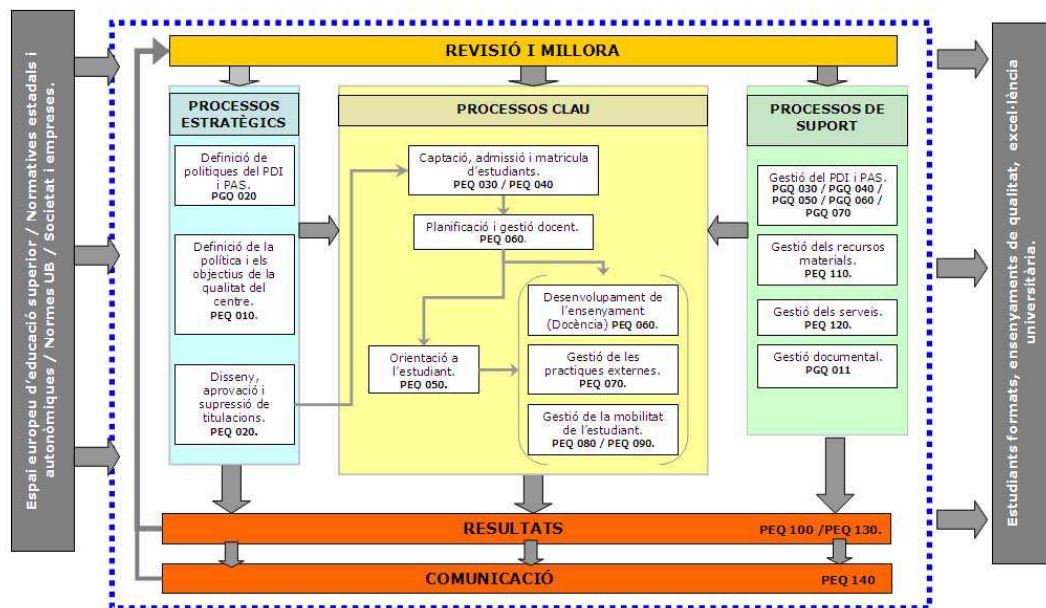 Espai europeu d'educació superior / Normatives estadals i
autonómiques / Normes UB / Societat i empreses.
REVISIÓ I MILLORA
PROCESSOS
ESTRATÈGICS
Definició de
politiques del PDI
i PAS.
PGQ 020
Definició de la
política i els
objectius de la
qualitat del
centre.
PEQ 010.
Disseny,
aprovació i
supressió de
titulacions.
PEQ 020.
PROCESSOS CLAU
Captació, admissió i matricula
d'estudiants.
PEQ 030 / PEQ 040
Planificació i gestió docent.
PEQ 060.
Orientació a
l'estudiant.
PEQ 050.
Desenvolupament de
l'ensenyament
(Docència) PEQ 060.
Gestió de les
practiques externes.
PEQ 070.
Gestió de la mobilitat
de l'estudiant.
PEQ 080 / PEQ 090.
PROCESSOS DE
SUPORT
Gestió del PDI i PAS.
PGQ 030 / PGQ 040 /
PGQ 050 / PGQ 060 /
PGQ 070
Gestió dels recursos
materials.
PEQ 110.
Gestió dels serveis.
PEQ 120.
Gestió documental.
PGQ 011
RESULTATS
PEQ 100 /PEQ 130.
COMUNICACIÓ
PEQ 140
Estudiants formats, ensenyaments de qualitat, excel·lència
universitària.